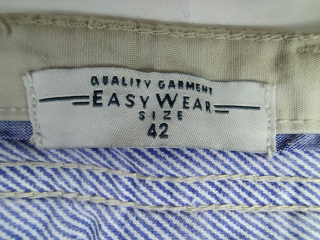 QUALITY GARMENT
EASY WEAR
SIZE
42